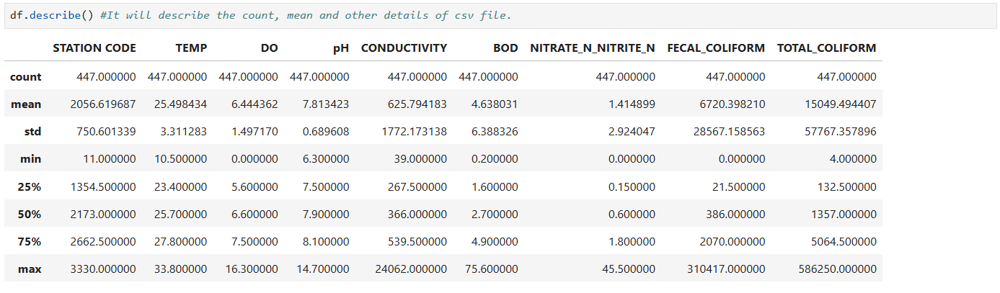 df.describe() #It will describe the count, mean and other details of csv file.
STATION CODE TEMP DO pH CONDUCTIVITY BOD NITRATE_N_NITRITE_N FECAL_COLIFORM TOTAL_COLIFORM
count 447.000000 447.000000 447.000000 447.000000 447.000000 447.000000 447.000000 447.000000 447.000000
mean 2056.619687 25.498434 6.444362 7.813423 625.794183 4.638031 1.414899 6720.398210 15049.494407
std 750.601339 3.311283 1.497170 0.689608 1772.173138 6.388326 2.924047 28567.158563 57767.357896
min 11.000000 10.500000 0.000000 6.300000 39.000000 0.200000 0.000000 0.000000 4.000000
25% 1354.500000 23.400000 5.600000 7.500000 267.500000 1.600000 0.150000 21.500000 132.500000
50% 2173.000000 25.700000 6.600000 7.900000 366.000000 2.700000 0.600000 386.000000 1357.000000
75% 2662.500000 27.800000 7.500000 8.100000 539.500000 4.900000 1.800000 2070.000000 5064.500000
max 3330.000000 33.800000 16.300000 14.700000 24062.000000 75.600000 45.500000 310417.000000 586250.000000